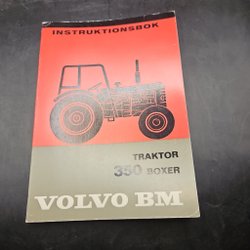 INSTRUKTIONSBOK
TRAKTOR
350 BOXER
VOLVO BM